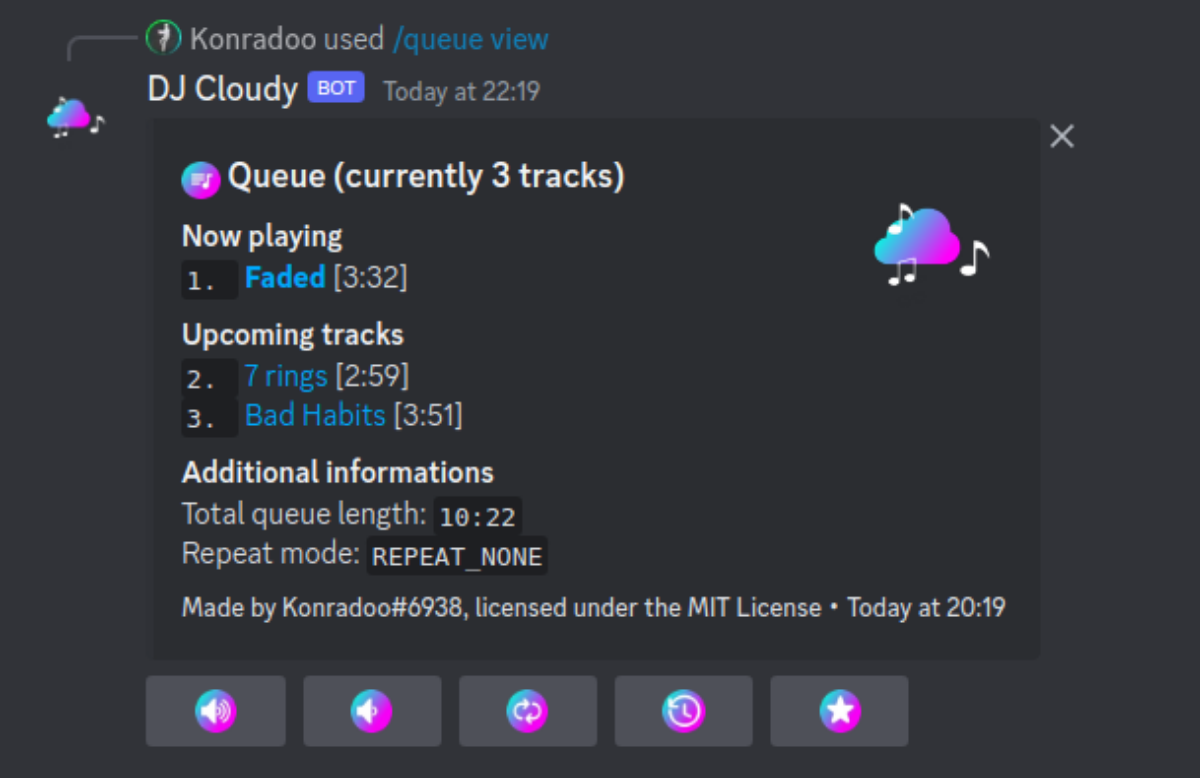 Konradoo used /queue view
DJ Cloudy BOT Today at 22:19
Queue (currently 3 tracks)
Now playing
1. Faded [3:32]
Upcoming tracks
2. 7 rings [2:59]
3. Bad Habits [3:51]
Additional informations
Total queue length: 10:22
Repeat mode: REPEAT_NONE
Made by Konradoo#6938, licensed under the MIT License • Today at 20:19